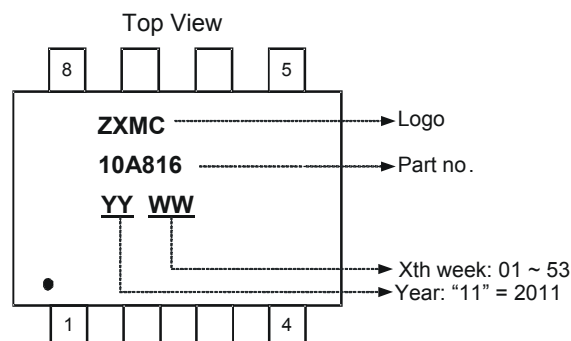 Top View
8 5
ZXMC Logo
10A816 Part no.
YY WW
Xth week: 01 ~ 53
Year: “11” = 2011
1 4